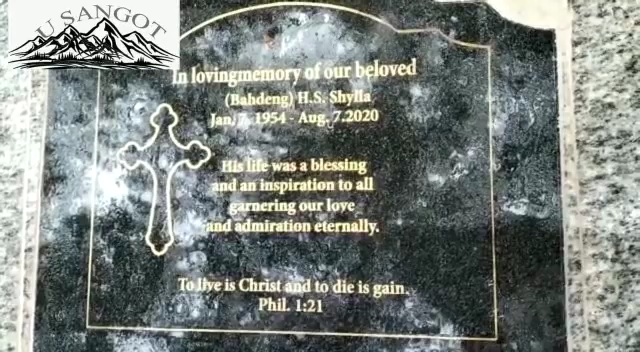 U SANGOT
In lovingmemory of our beloved
(Bahdeng) H.S. Shylla
Jan. 7, 1954 - Aug. 7.2020
His life was a blessing
and an inspiration to all
garnering our love
and admiration eternally.
To live is Christ and to die is gain.
Phil. 1:21